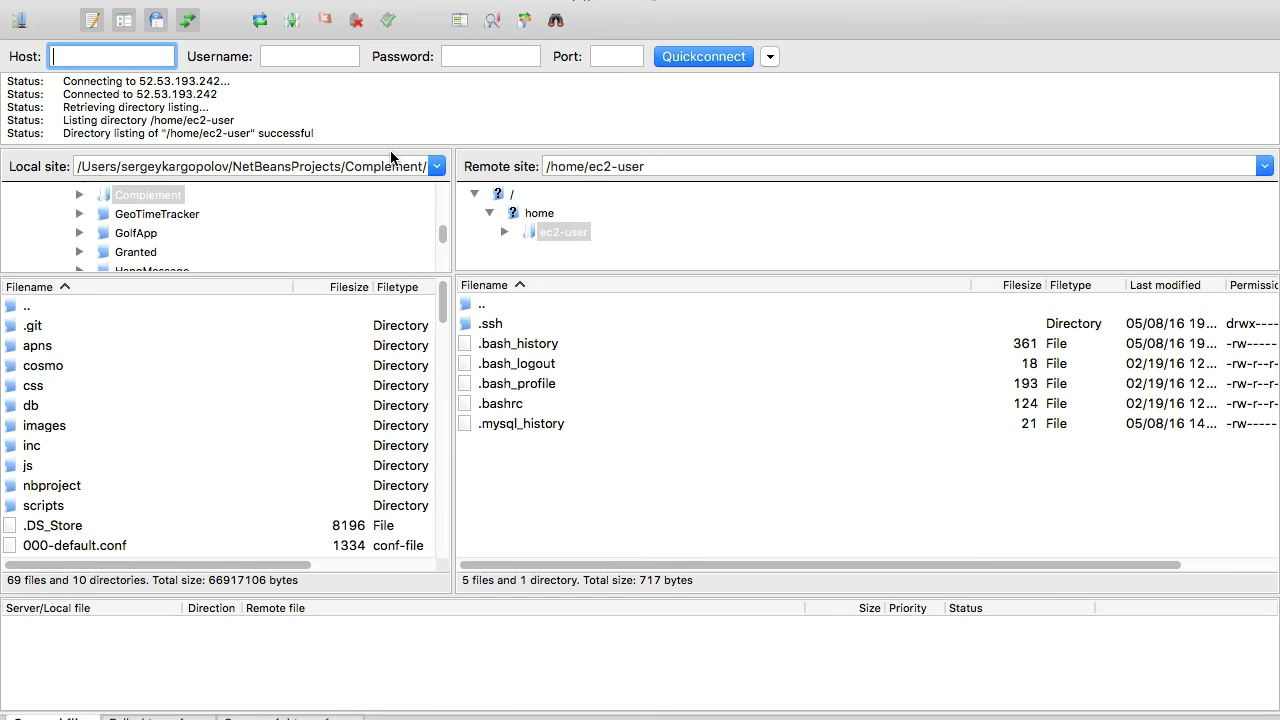 Host: Username: Password: Port: Quickconnect
Status: Connecting to 52.53.193.242...
Status: Connected to 52.53.193.242
Status: Retrieving directory listing...
Status: Listing directory /home/ec2-user
Status: Directory listing of "/home/ec2-user" successful
Local site: /Users/sergeykargopolov/NetBeansProjects/Complement/
Complement
GeoTimeTracker
GolfApp
Granted
HangMessage
Filename Filesize Filetype
..
.git Directory
apns Directory
cosmo Directory
css Directory
db Directory
images Directory
inc Directory
js Directory
nbproject Directory
scripts Directory
.DS_Store 8196 File
000-default.conf 1334 conf-file
69 files and 10 directories. Total size: 66917106 bytes
Remote site: /home/ec2-user
/
home
ec2-user
Filename Filesize Filetype Last modified Permissic
..
.ssh Directory 05/08/16 19... drwx----
.bash_history 361 File 05/08/16 19... -rw-----
.bash_logout 18 File 02/19/16 12... -rw-r--r-
.bash_profile 193 File 02/19/16 12... -rw-r--r-
.bashrc 124 File 02/19/16 12... -rw-r--r-
.mysql_history 21 File 05/08/16 14... -rw-----
5 files and 1 directory. Total size: 717 bytes
Server/Local file Direction Remote file Size Priority Status